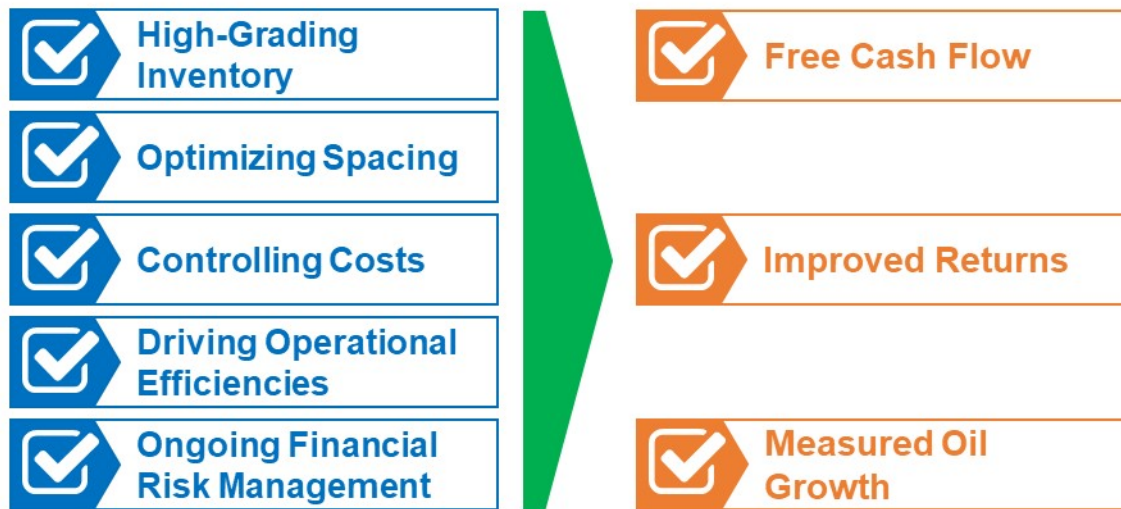 High-Grading
Inventory
Optimizing Spacing
Controlling Costs
Driving Operational
Efficiencies
Ongoing Financial
Risk Management
Free Cash Flow
Improved Returns
Measured Oil
Growth